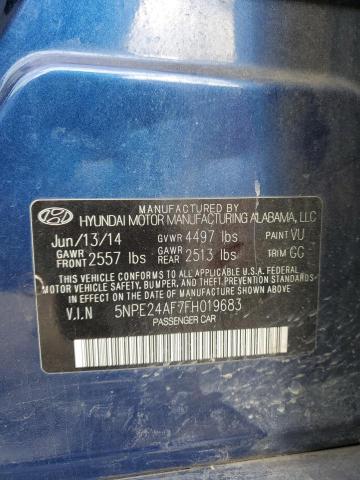 MANUFACTURED BY
HYUNDAI MOTOR MANUFACTURING ALABAMA, LLC
Jun/13/14 GVWR 4497 lbs PAINT VU
GAWR FRONT 2557 lbs GAWR REAR 2513 lbs TRIM GC
THIS VEHICLE CONFORMS TO ALL APPLICABLE U.S.A. FEDERAL MOTOR
VEHICLE SAFETY, BUMPER, AND THEFT PREVENTION STANDARDS
IN EFFECT ON THE DATE OF MANUFACTURE SHOWN ABOVE.
V.I.N 5NPE24AF7FH019683
PASSENGER CAR